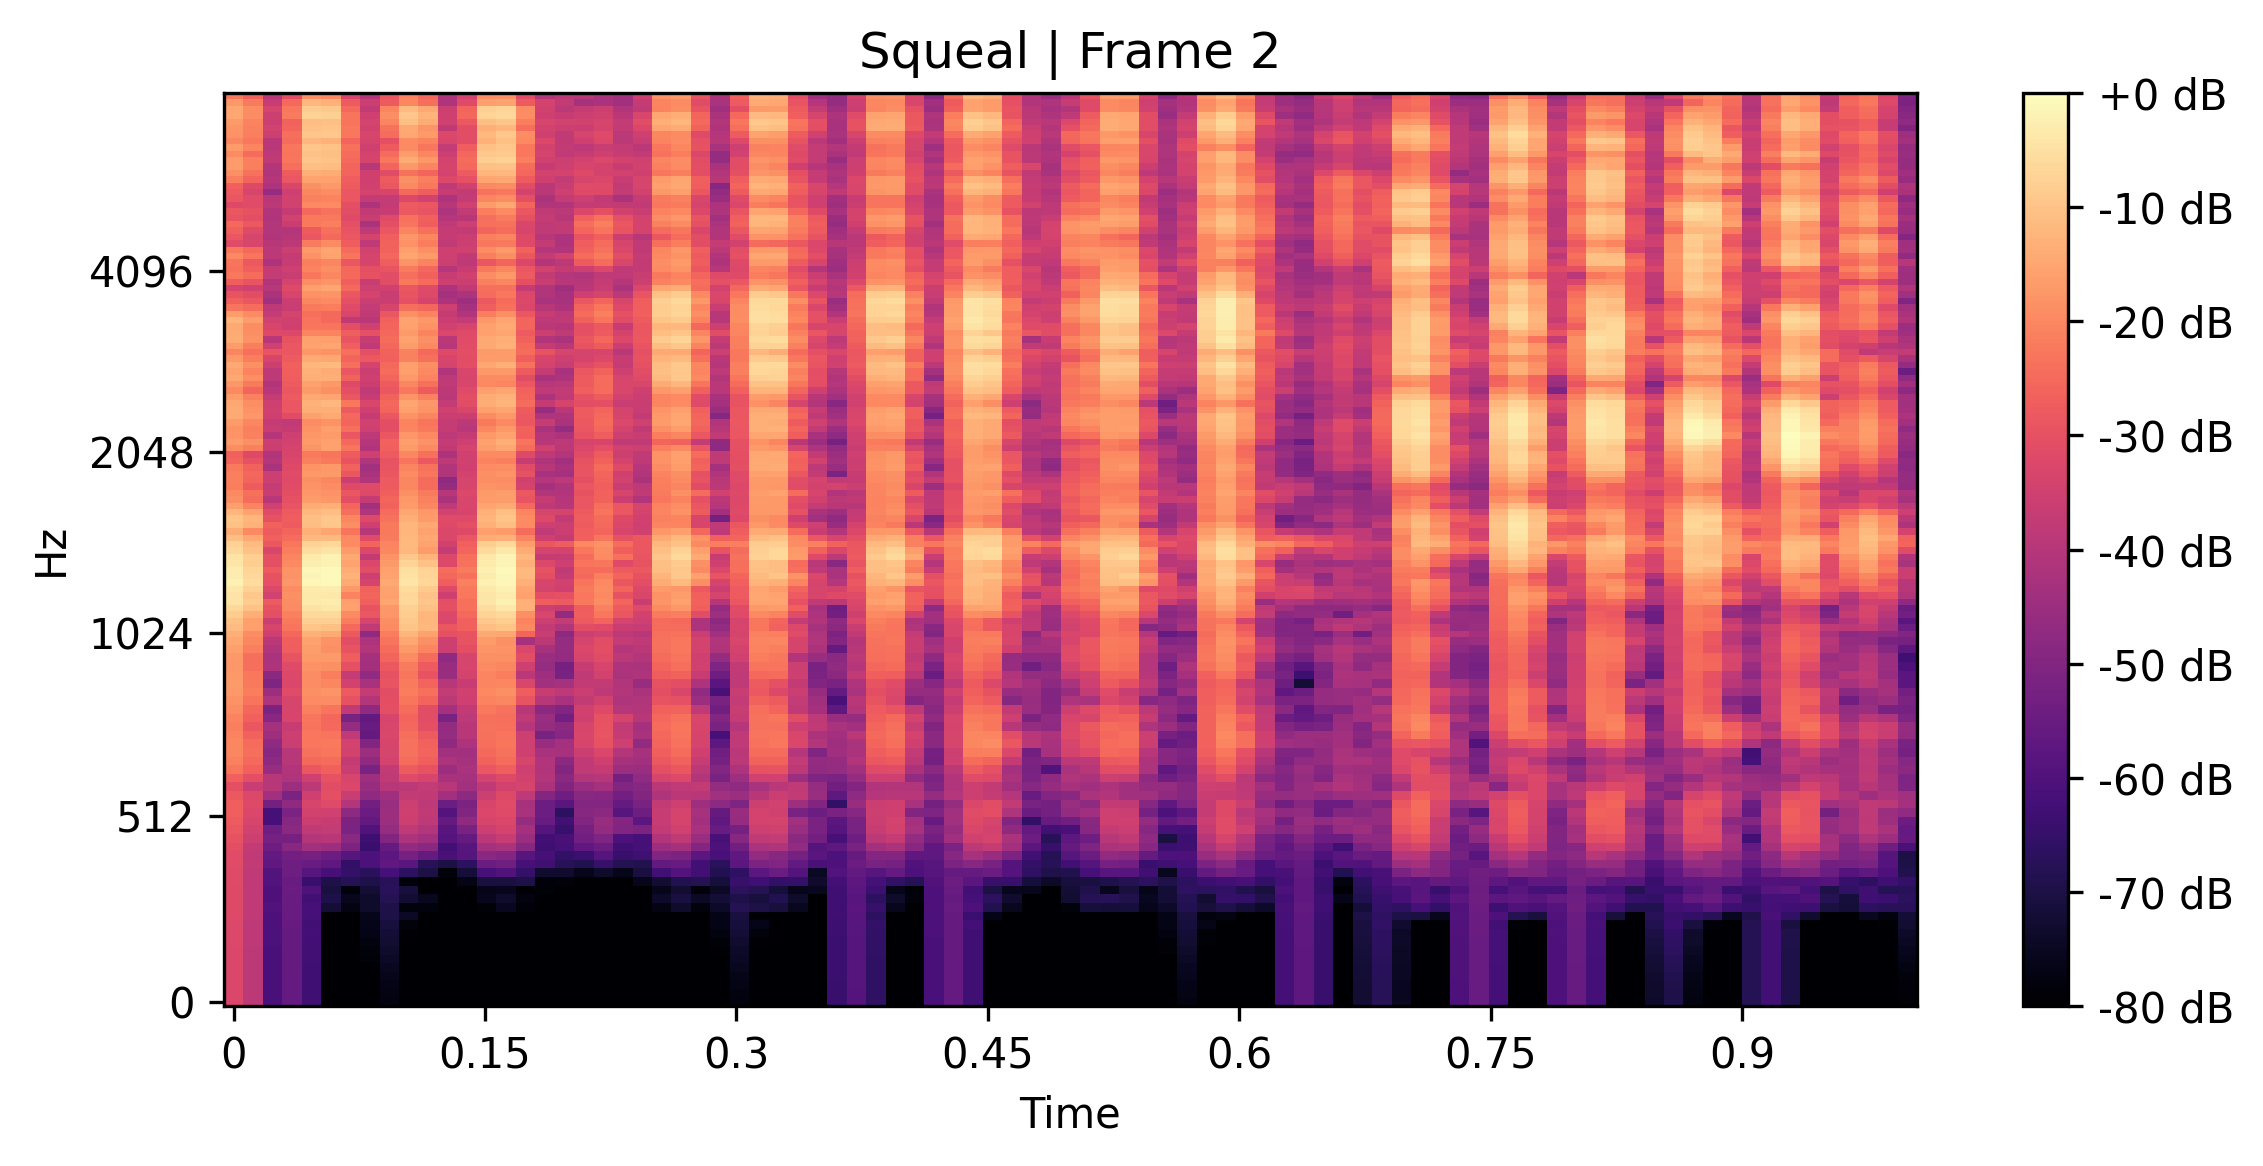 Squeal | Frame 2
Hz
4096
2048
1024
512
0
0 0.15 0.3 0.45 0.6 0.75 0.9
Time
+0 dB
-10 dB
-20 dB
-30 dB
-40 dB
-50 dB
-60 dB
-70 dB
-80 dB